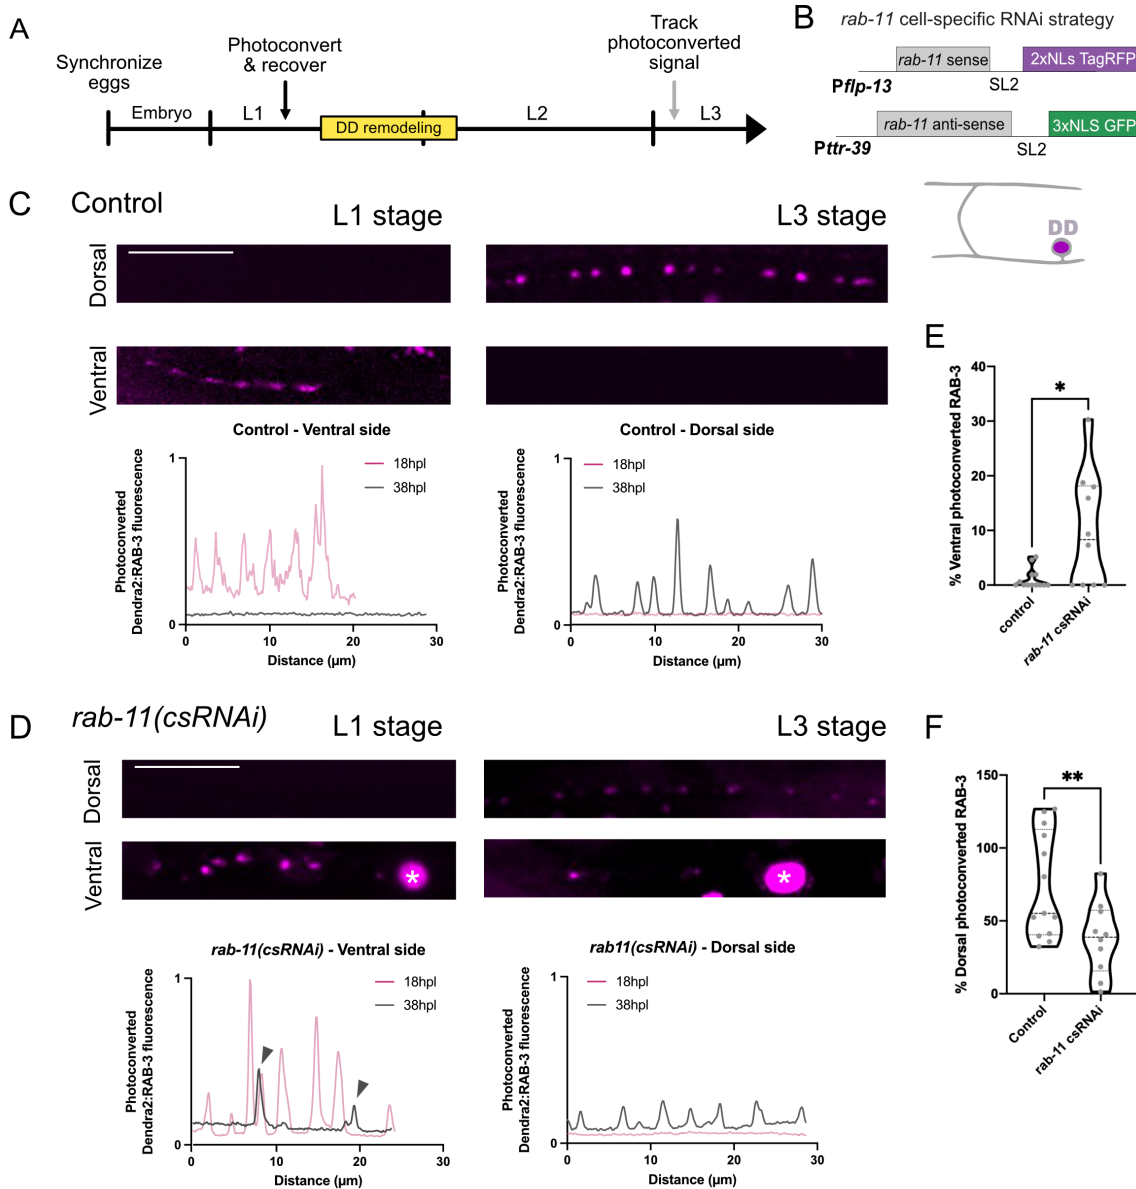 A
Synchronize
eggs
Photoconvert
& recover
Track
photoconverted
signal
Embryo
L1
DD remodeling
L2
L3
B
rab-11 cell-specific RNAi strategy
rab-11 sense
2xNLs TagRFP
Pflp-13
SL2
rab-11 anti-sense
3xNLS GFP
Pttr-39
SL2
DD
C
Control
L1 stage
L3 stage
Dorsal
Ventral
Control - Ventral side
Photoconverted
Dendra2:RAB-3 fluorescence
1
0
18hpl
38hpl
0 10 20 30
Distance (µm)
Control - Dorsal side
Photoconverted
Dendra2:RAB-3 fluorescence
1
0
18hpl
38hpl
0 10 20 30
Distance (µm)
D
rab-11(csRNAi)
L1 stage
L3 stage
Dorsal
Ventral
*
*
rab-11(csRNAi) - Ventral side
Photoconverted
Dendra2:RAB-3 fluorescence
1
0
18hpl
38hpl
0 10 20 30
Distance (µm)
rab11(csRNAi) - Dorsal side
Photoconverted
Dendra2:RAB-3 fluorescence
1
0
18hpl
38hpl
0 10 20 30
Distance (µm)
E
% Ventral photoconverted RAB-3
40
30
20
10
0
*
control
rab-11 csRNAi
F
% Dorsal photoconverted RAB-3
150
100
50
0
**
Control
rab-11 csRNAi